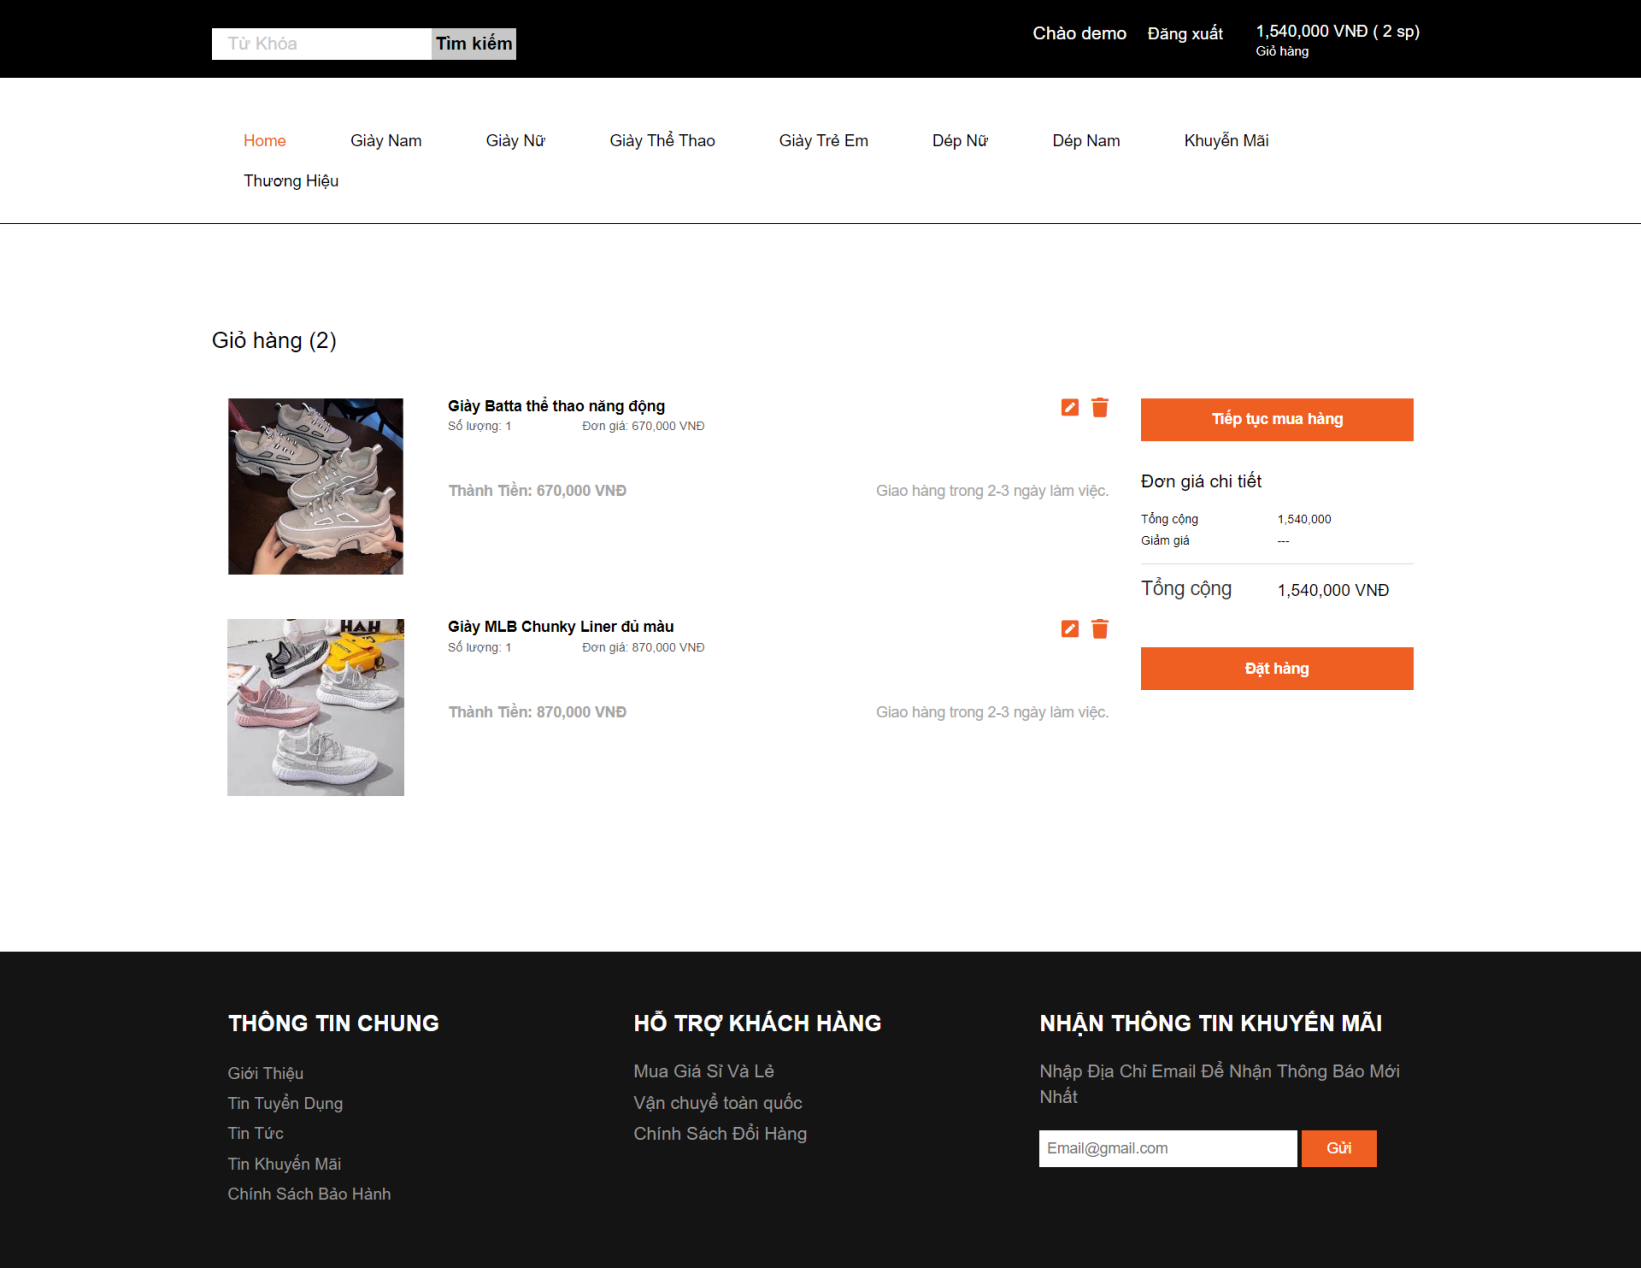 Từ Khóa
Tìm kiếm
Chào demo
Đăng xuất
1,540,000 VNĐ ( 2 sp)
Giỏ hàng
Home
Giày Nam
Giày Nữ
Giày Thể Thao
Giày Trẻ Em
Dép Nữ
Dép Nam
Khuyễn Mãi
Thương Hiệu
Giỏ hàng (2)
Giày Batta thể thao năng động
Số lượng: 1
Đơn giá: 670,000 VNĐ
Thành Tiền: 670,000 VNĐ
Giao hàng trong 2-3 ngày làm việc.
HAH
Giày MLB Chunky Liner đủ màu
Số lượng: 1
Đơn giá: 870,000 VNĐ
Thành Tiền: 870,000 VNĐ
Giao hàng trong 2-3 ngày làm việc.
Tiếp tục mua hàng
Đơn giá chi tiết
Tổng cộng 1,540,000
Giảm giá ---
Tổng cộng 1,540,000 VNĐ
Đặt hàng
THÔNG TIN CHUNG
Giới Thiệu
Tin Tuyển Dụng
Tin Tức
Tin Khuyến Mãi
Chính Sách Bảo Hành
HỖ TRỢ KHÁCH HÀNG
Mua Giá Sỉ Và Lẻ
Vận chuyể toàn quốc
Chính Sách Đổi Hàng
NHẬN THÔNG TIN KHUYẾN MÃI
Nhập Địa Chỉ Email Để Nhận Thông Báo Mới
Nhất
Email@gmail.com
Gửi